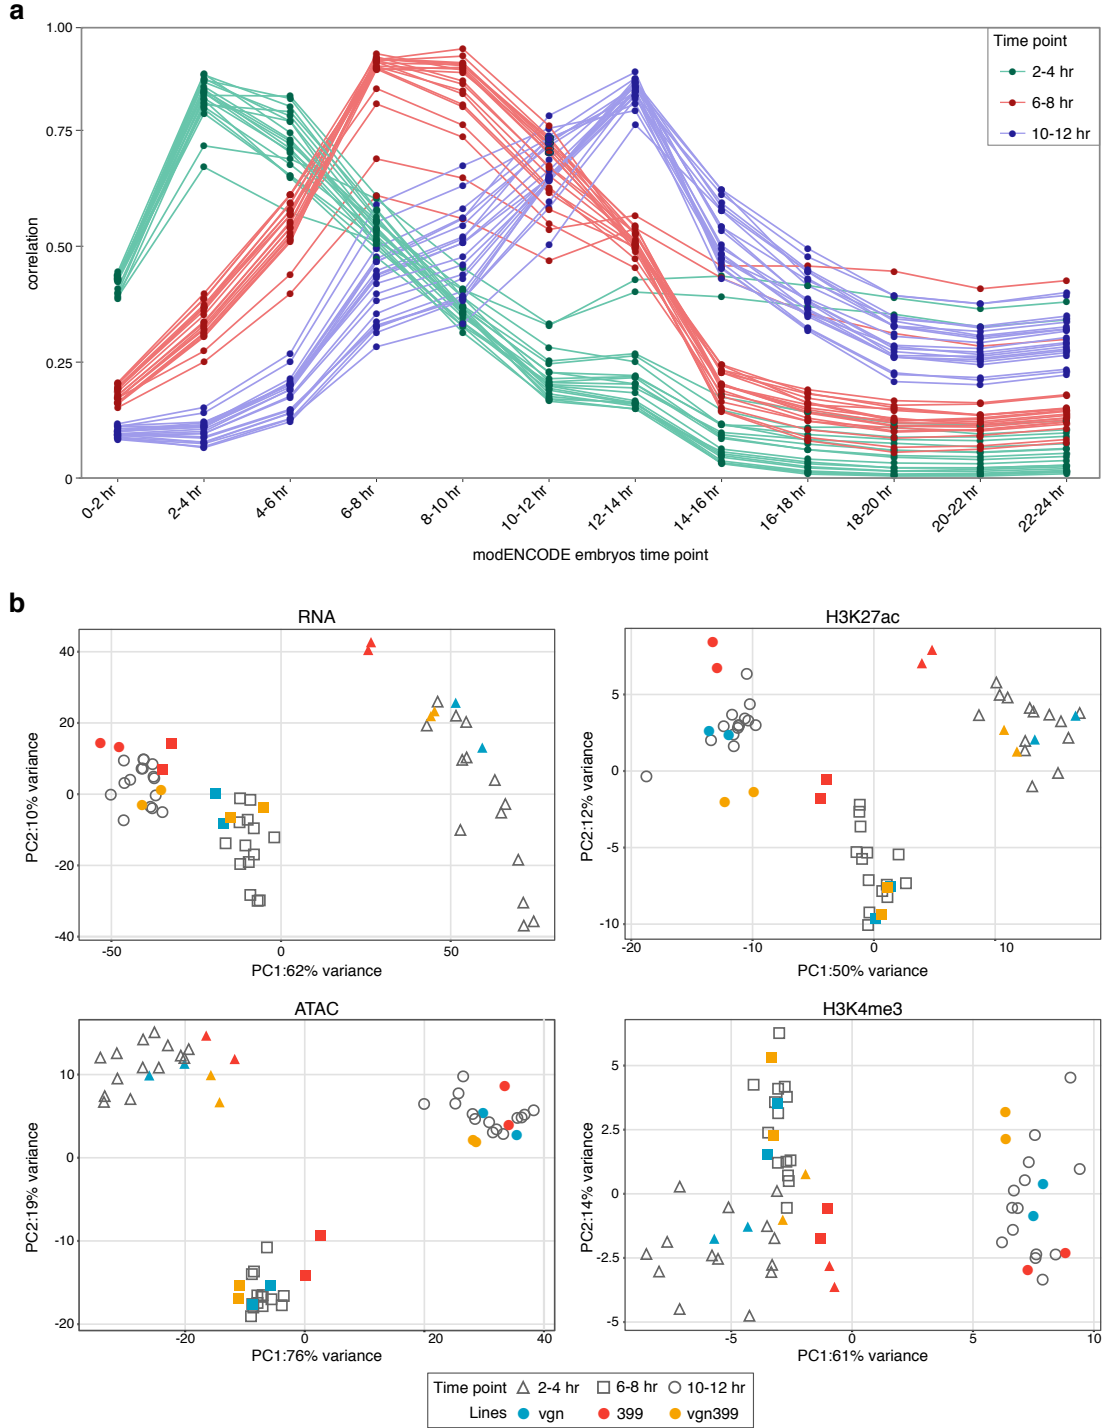 a
1.00
0.75
0.50
0.25
0
correlation
Time point
2-4 hr
6-8 hr
10-12 hr
0-2 hr
2-4 hr
4-6 hr
6-8 hr
8-10 hr
10-12 hr
12-14 hr
14-16 hr
16-18 hr
18-20 hr
20-22 hr
22-24 hr
modENCODE embryos time point
b
RNA
40
20
0
-20
-40
PC2:10% variance
-50
0
50
PC1:62% variance
H3K27ac
5
0
-5
-10
PC2:12% variance
-20
-10
0
10
PC1:50% variance
ATAC
10
0
-10
-20
PC2:19% variance
-20
0
20
40
PC1:76% variance
H3K4me3
5
2.5
0
-2.5
-5
PC2:14% variance
-5
0
5
10
PC1:61% variance
Time point 2-4 hr 6-8 hr 10-12 hr
Lines vgn 399 vgn399